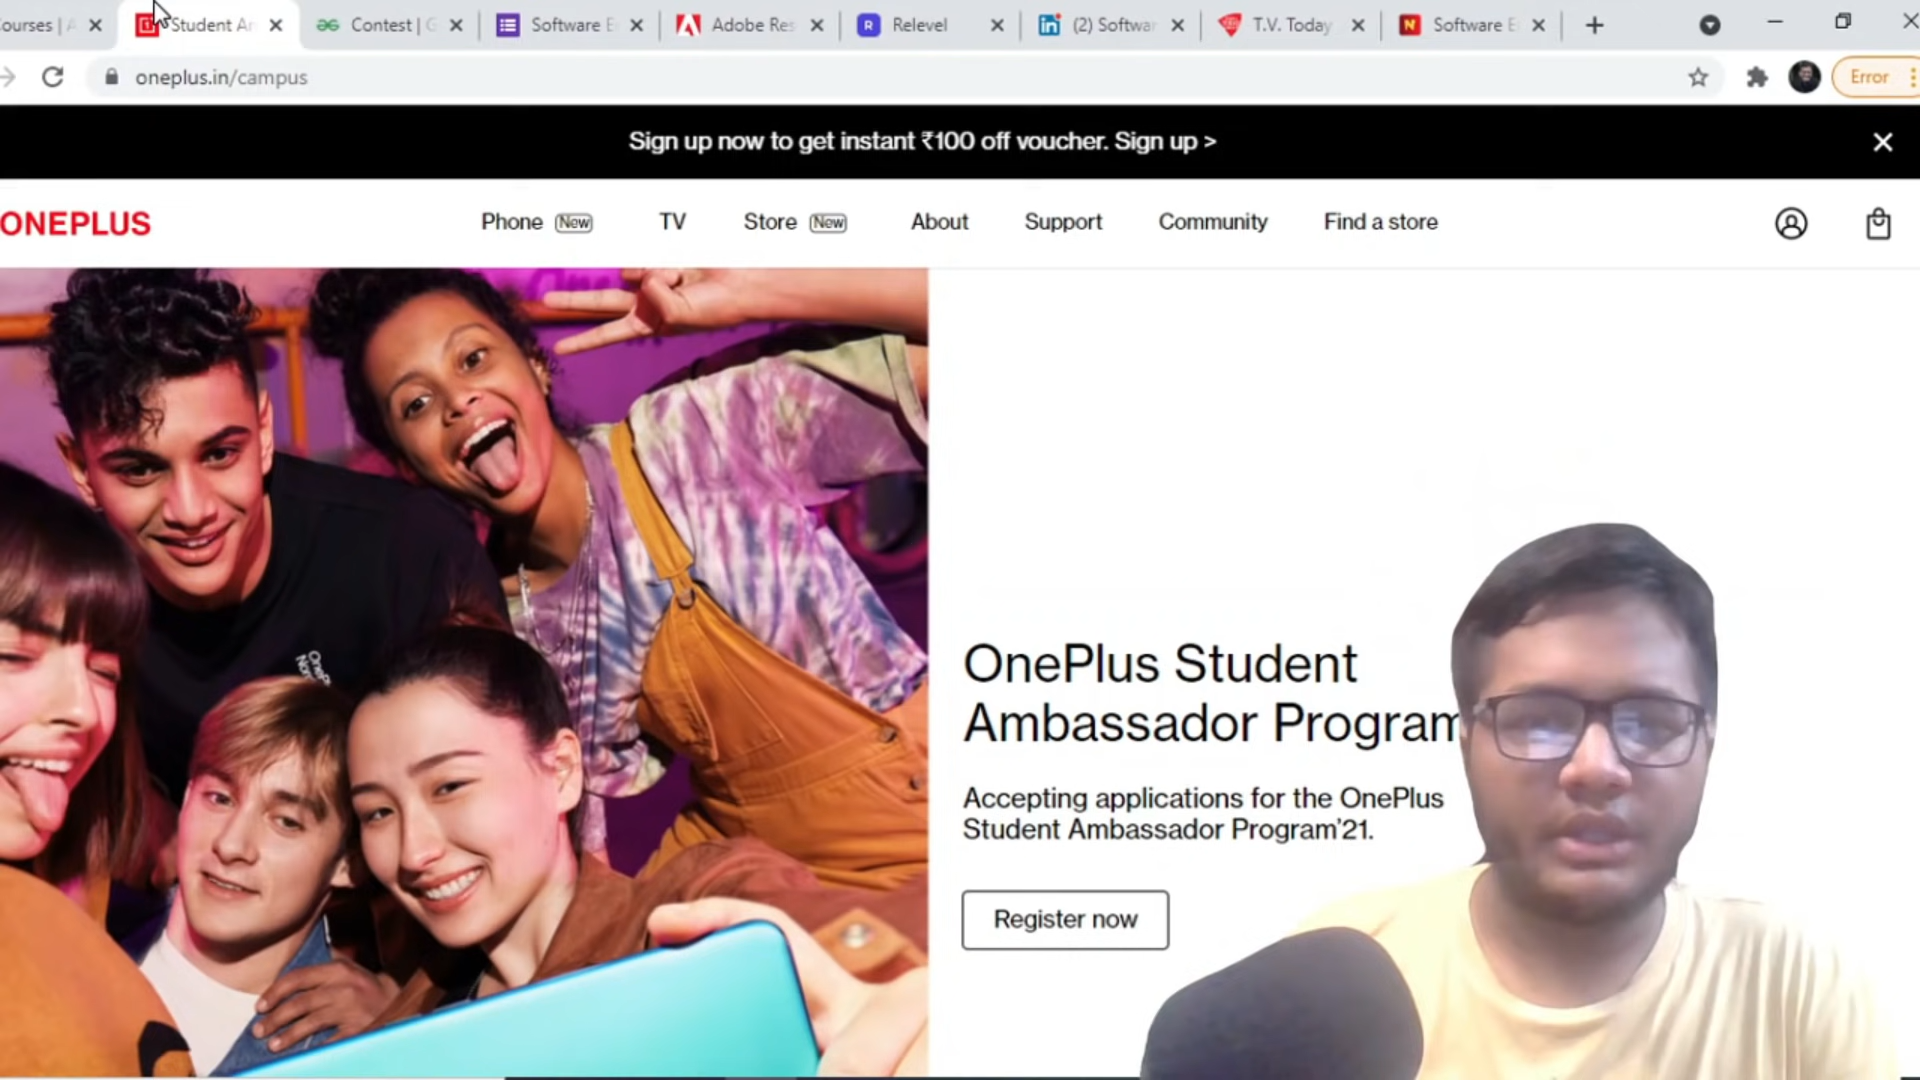 ourses | A
Student Am
Contest | G
Software E
Adobe Res
Relevel
(2) Softwar
T.V. Today
Software E
oneplus.in/campus
Error
Sign up now to get instant ₹100 off voucher. Sign up >
ONEPLUS
Phone New
TV
Store New
About
Support
Community
Find a store
OnePlus Student
Ambassador Program
Accepting applications for the OnePlus
Student Ambassador Program'21.
Register now